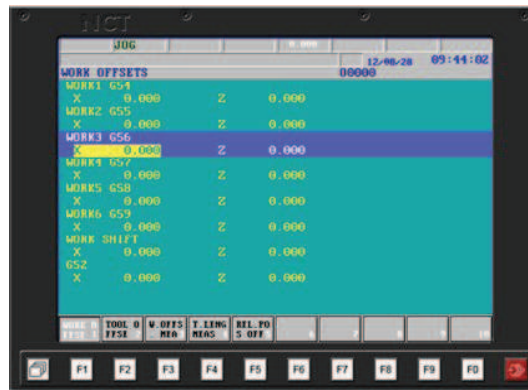 NCT
JOG 0.000
12/08/28 09:44:02
WORK OFFSETS O0000
WORK1 G54
X 0.000 Z 0.000
WORK2 G55
X 0.000 Z 0.000
WORK3 G56
X 0.000 Z 0.000
WORK4 G57
X 0.000 Z 0.000
WORK5 G58
X 0.000 Z 0.000
WORK6 G59
X 0.000 Z 0.000
WORK SHIFT
X 0.000 Z 0.000
G52
X 0.000 Z 0.000
TOOL O W.OFFS T.LENG REL.PO
FFSE 2 MEA MEAS S OFF 6 7 8 9 10
F1 F2 F3 F4 F5 F6 F7 F8 F9 F0